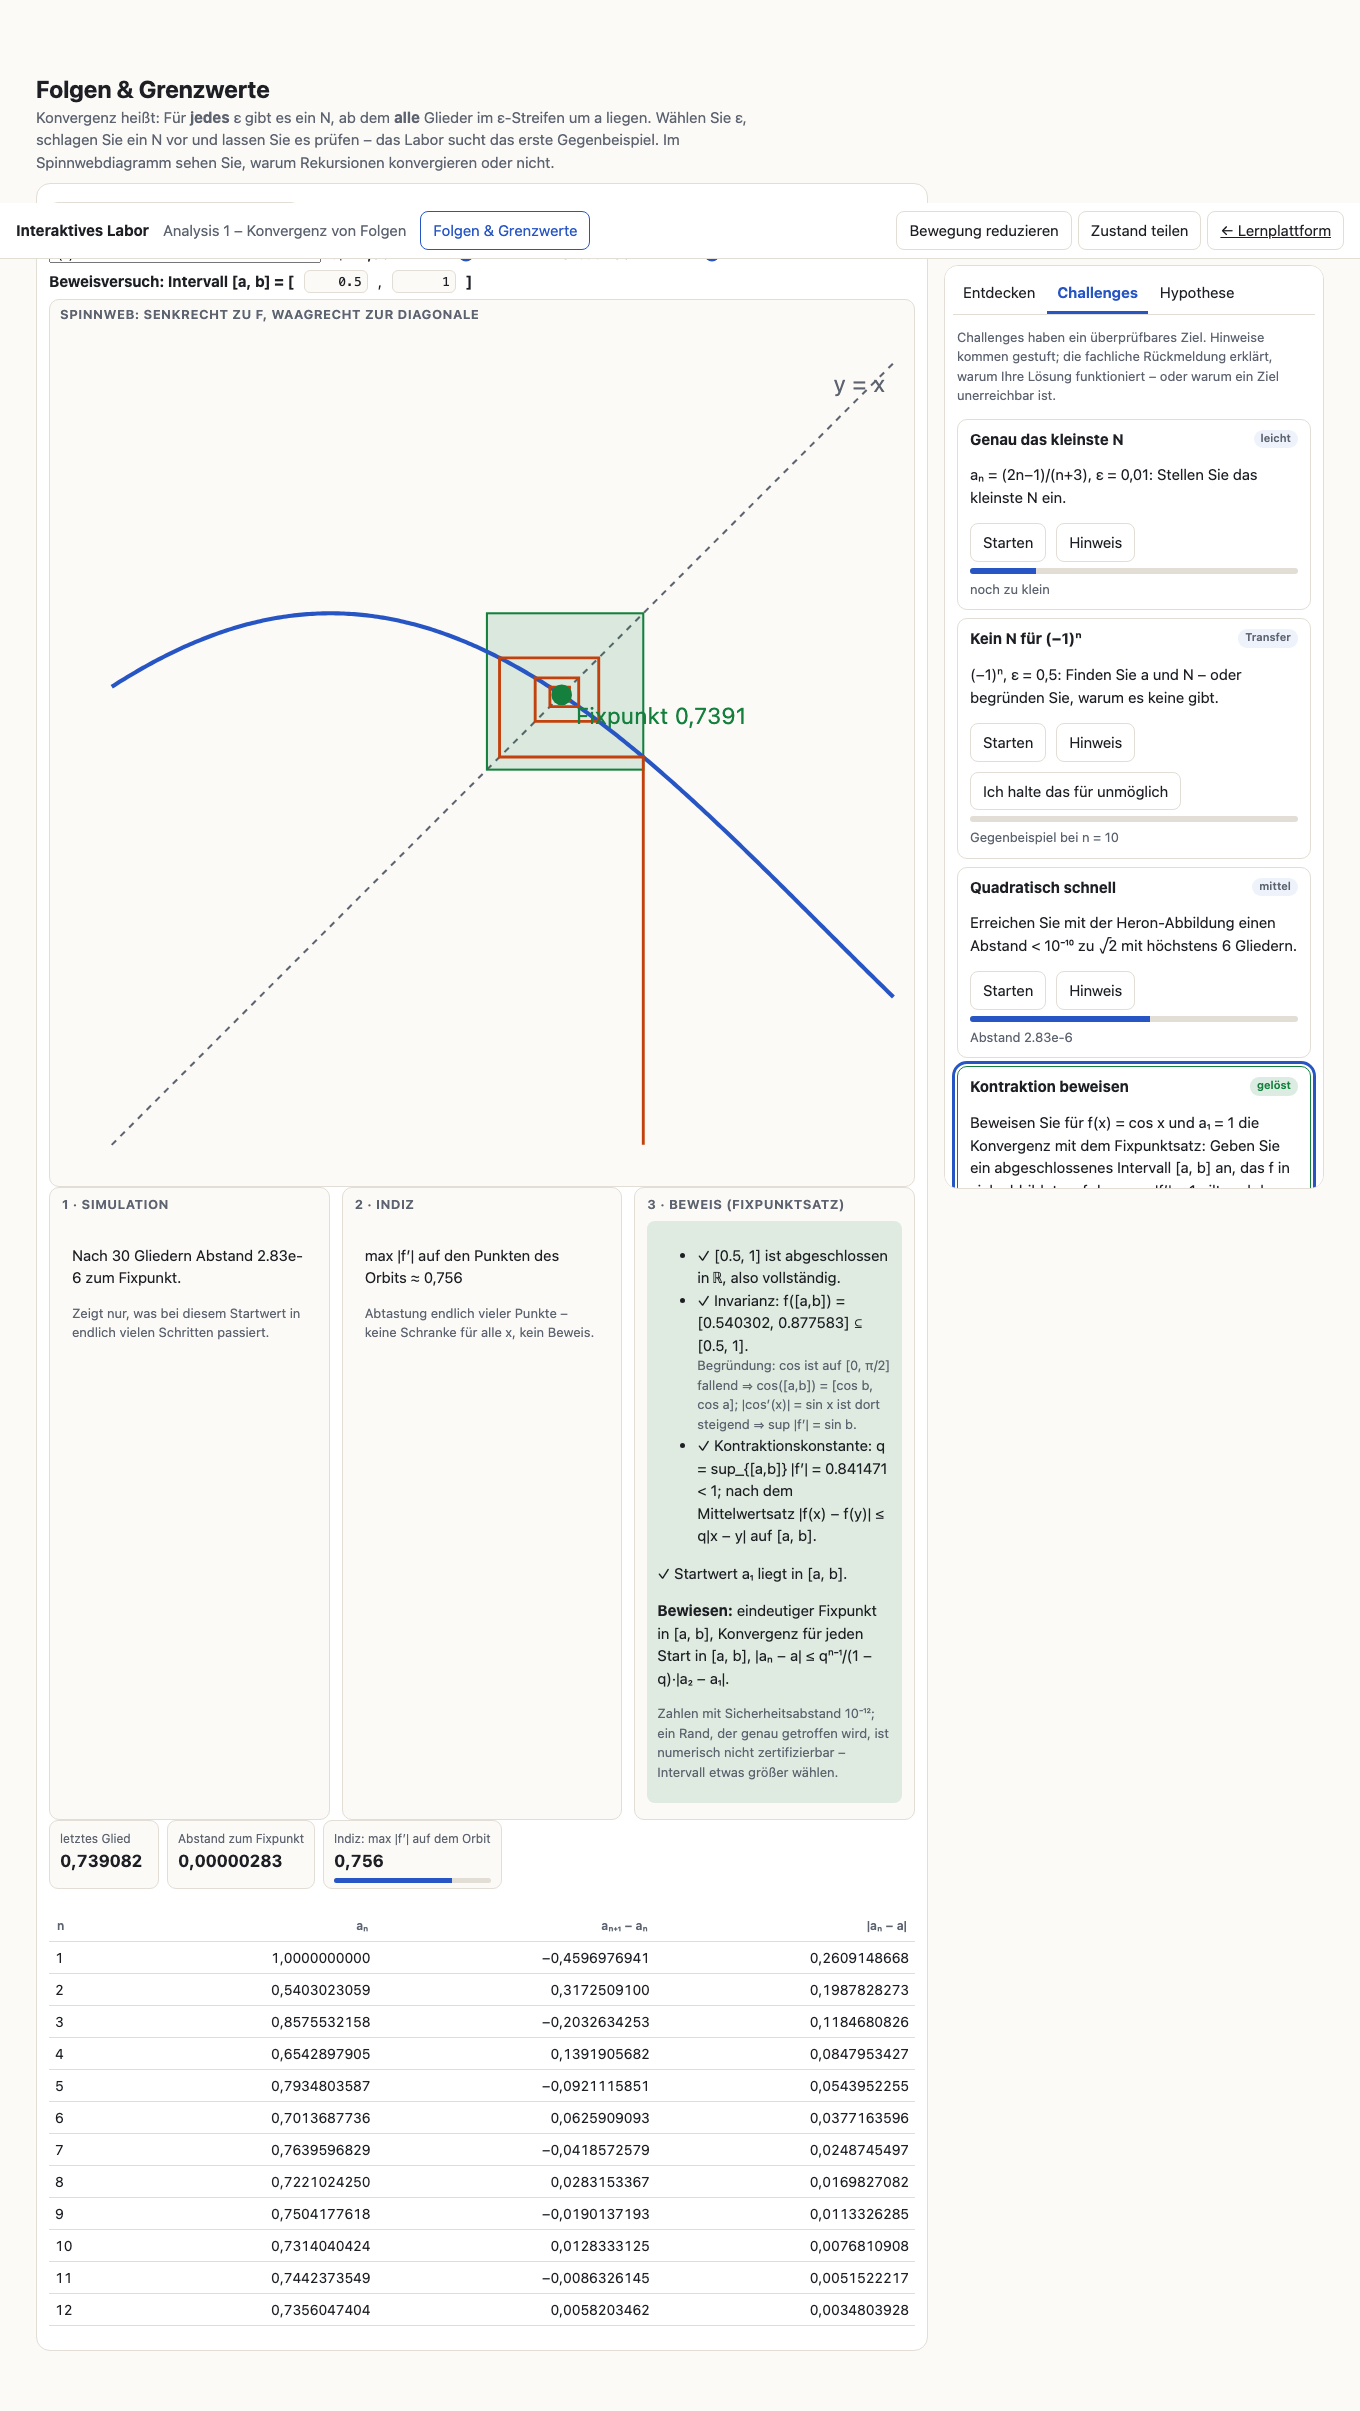 Folgen & Grenzwerte
Konvergenz heißt: Für jedes ε gibt es ein N, ab dem alle Glieder im ε-Streifen um a liegen. Wählen Sie ε,
schlagen Sie ein N vor und lassen Sie es prüfen – das Labor sucht das erste Gegenbeispiel. Im
Spinnwebdiagramm sehen Sie, warum Rekursionen konvergieren oder nicht.
Interaktives Labor Analysis 1 – Konvergenz von Folgen Folgen & Grenzwerte Bewegung reduzieren Zustand teilen ← Lernplattform
Beweisversuch: Intervall [a, b] = [ 0.5 , 1 ]
SPINNWEB: SENKRECHT ZU F, WAAGRECHT ZUR DIAGONALE
y = x
Fixpunkt 0,7391
Entdecken Challenges Hypothese
Challenges haben ein überprüfbares Ziel. Hinweise
kommen gestuft; die fachliche Rückmeldung erklärt,
warum Ihre Lösung funktioniert – oder warum ein Ziel
unerreichbar ist.
Genau das kleinste N leicht
aₙ = (2n−1)/(n+3), ε = 0,01: Stellen Sie das
kleinste N ein.
Starten Hinweis
noch zu klein
Kein N für (−1)ⁿ Transfer
(−1)ⁿ, ε = 0,5: Finden Sie a und N – oder
begründen Sie, warum es keine gibt.
Starten Hinweis
Ich halte das für unmöglich
Gegenbeispiel bei n = 10
Quadratisch schnell mittel
Erreichen Sie mit der Heron-Abbildung einen
Abstand < 10⁻¹⁰ zu √2 mit höchstens 6 Gliedern.
Starten Hinweis
Abstand 2.83e-6
Kontraktion beweisen gelöst
Beweisen Sie für f(x) = cos x und a₁ = 1 die
Konvergenz mit dem Fixpunktsatz: Geben Sie
ein abgeschlossenes Intervall [a, b] an, das f in
1 · SIMULATION
Nach 30 Gliedern Abstand 2.83e-
6 zum Fixpunkt.
Zeigt nur, was bei diesem Startwert in
endlich vielen Schritten passiert.
2 · INDIZ
max |f′| auf den Punkten des
Orbits ≈ 0,756
Abtastung endlich vieler Punkte –
keine Schranke für alle x, kein Beweis.
3 · BEWEIS (FIXPUNKTSATZ)
• ✓ [0.5, 1] ist abgeschlossen
in ℝ, also vollständig.
• ✓ Invarianz: f([a,b]) =
[0.540302, 0.877583] ⊆
[0.5, 1].
Begründung: cos ist auf [0, π/2]
fallend ⇒ cos([a,b]) = [cos b,
cos a]; |cos′(x)| = sin x ist dort
steigend ⇒ sup |f′| = sin b.
• ✓ Kontraktionskonstante: q
= sup_{[a,b]} |f′| = 0.841471
< 1; nach dem
Mittelwertsatz |f(x) − f(y)| ≤
q|x − y| auf [a, b].
✓ Startwert a₁ liegt in [a, b].
Bewiesen: eindeutiger Fixpunkt
in [a, b], Konvergenz für jeden
Start in [a, b], |aₙ − a| ≤ qⁿ⁻¹/(1 −
q)·|a₂ − a₁|.
Zahlen mit Sicherheitsabstand 10⁻¹²;
ein Rand, der genau getroffen wird, ist
numerisch nicht zertifizierbar –
Intervall etwas größer wählen.
letztes Glied
0,739082
Abstand zum Fixpunkt
0,00000283
Indiz: max |f′| auf dem Orbit
0,756
n aₙ aₙ₊₁ − aₙ |aₙ − a|
1 1,0000000000 −0,4596976941 0,2609148668
2 0,5403023059 0,3172509100 0,1987828273
3 0,8575532158 −0,2032634253 0,1184680826
4 0,6542897905 0,1391905682 0,0847953427
5 0,7934803587 −0,0921115851 0,0543952255
6 0,7013687736 0,0625909093 0,0377163596
7 0,7639596829 −0,0418572579 0,0248745497
8 0,7221024250 0,0283153367 0,0169827082
9 0,7504177618 −0,0190137193 0,0113326285
10 0,7314040424 0,0128333125 0,0076810908
11 0,7442373549 −0,0086326145 0,0051522217
12 0,7356047404 0,0058203462 0,0034803928